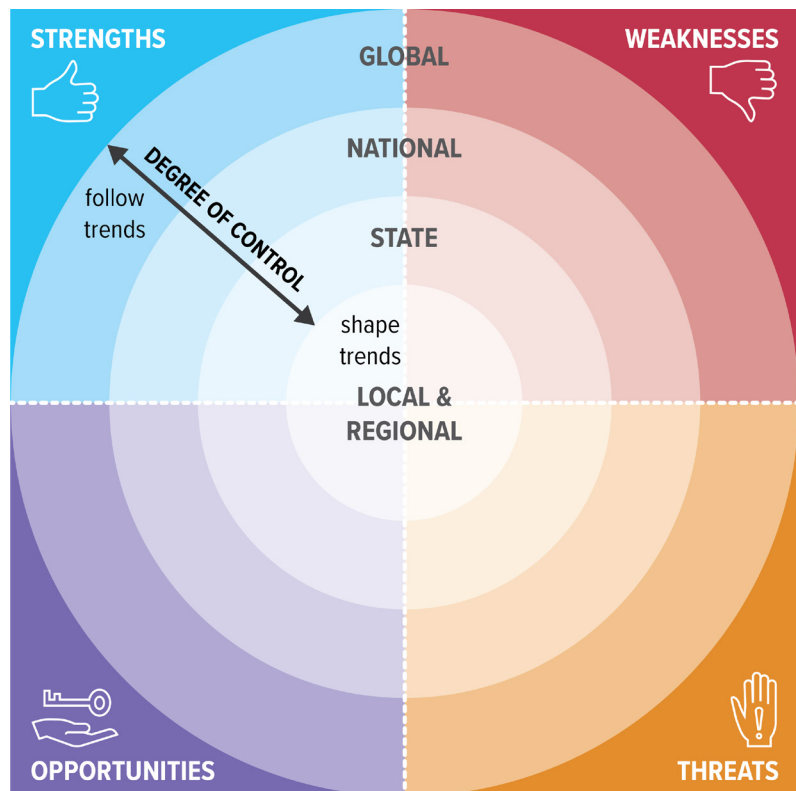 STRENGTHS
WEAKNESSES
GLOBAL
NATIONAL
DEGREE OF CONTROL
follow
trends
STATE
shape
trends
LOCAL &
REGIONAL
OPPORTUNITIES
THREATS